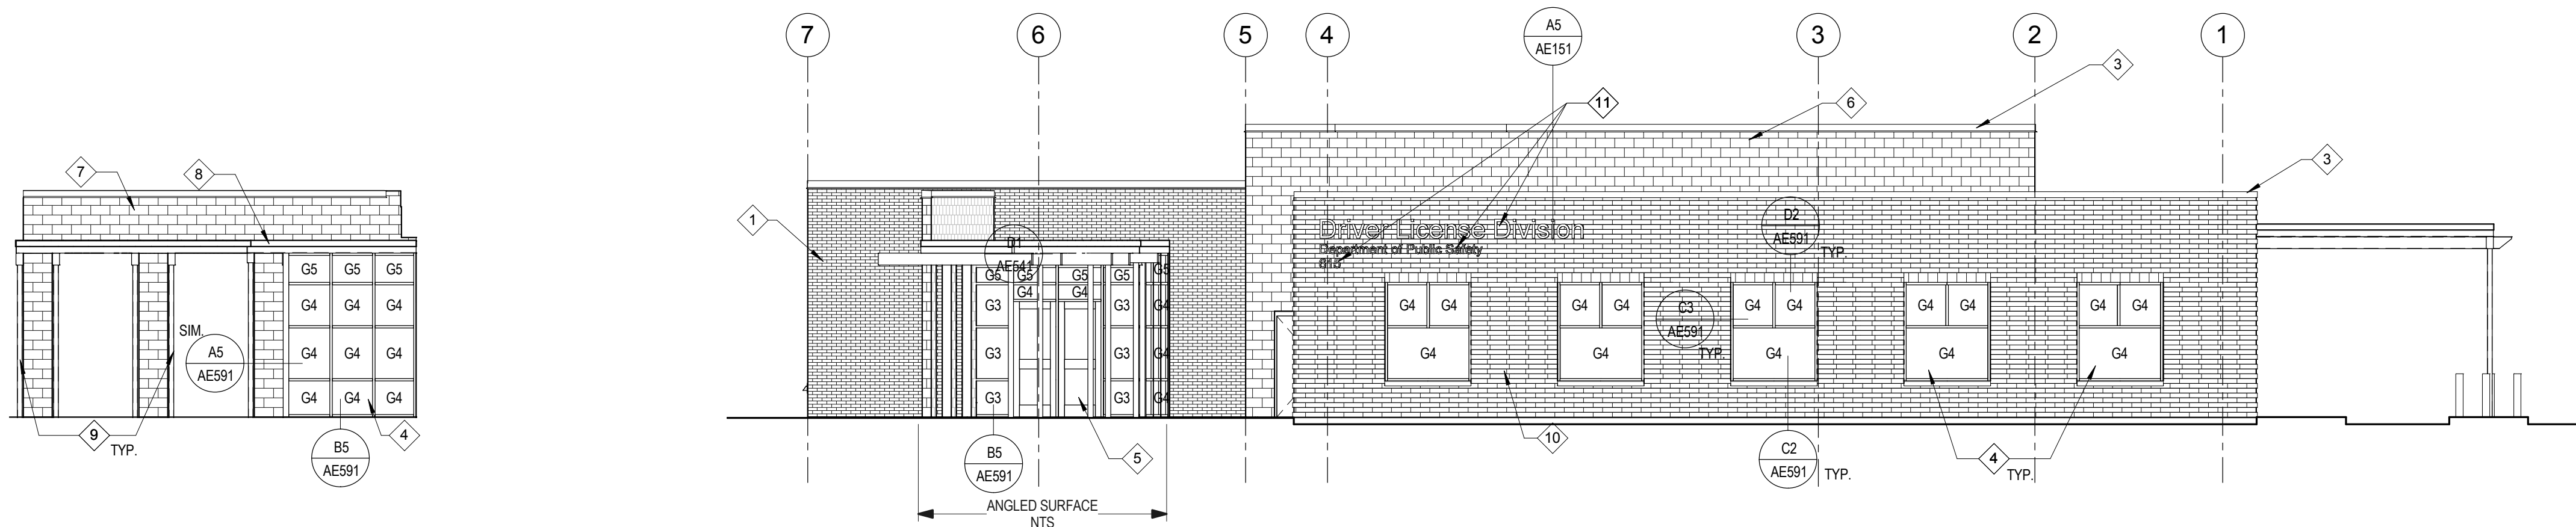 7
6
5
4
3
2
1
A5
AE151
3
11
6
3
7
8
1
Driver License Division
Department of Public Safety
D2
AE591
TYP.
D1
AE541
G5 G5 G5
G4 G4 G4
G4 G4 G4
G4 G4 G4
SIM.
A5
AE591
G5 G5 G5 G5 G5
G4 G4
G3 G3 G4
G3 G3 G4
G3 G3 G4
G4 G4 G4 G4 G4 G4 G4 G4 G4 G4
G4 G4 G4 G4 G4
C3
AE591
TYP.
9
TYP.
4
B5
AE591
B5
AE591
5
10
C2
AE591
TYP.
4
TYP.
ANGLED SURFACE
NTS